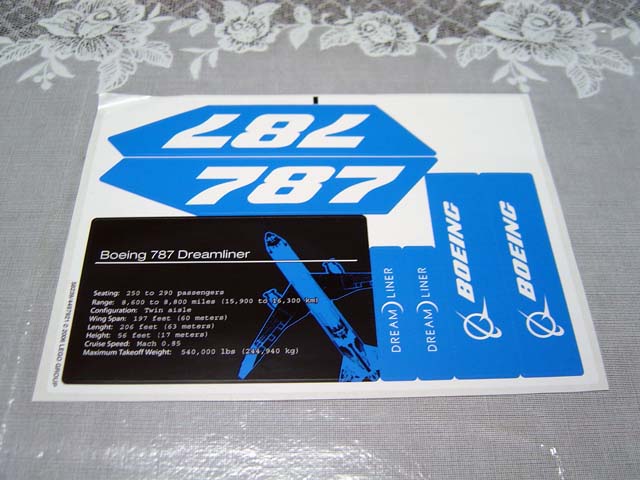 787
787
Boeing 787 Dreamliner
Seating: 250 to 290 passengers
Range: 8,600 to 8,800 miles (15,900 to 16,300 km)
Configuration: Twin aisle
Wing Span: 197 feet (60 meters)
Lenght: 206 feet (63 meters)
Height: 56 feet (17 meters)
Cruise Speed: Mach 0.85
Maximum Takeoff Weight: 540,000 lbs (244,940 kg)
DREAM LINER
DREAM LINER
BOEING
BOEING
© 2006 LEGO GROUP